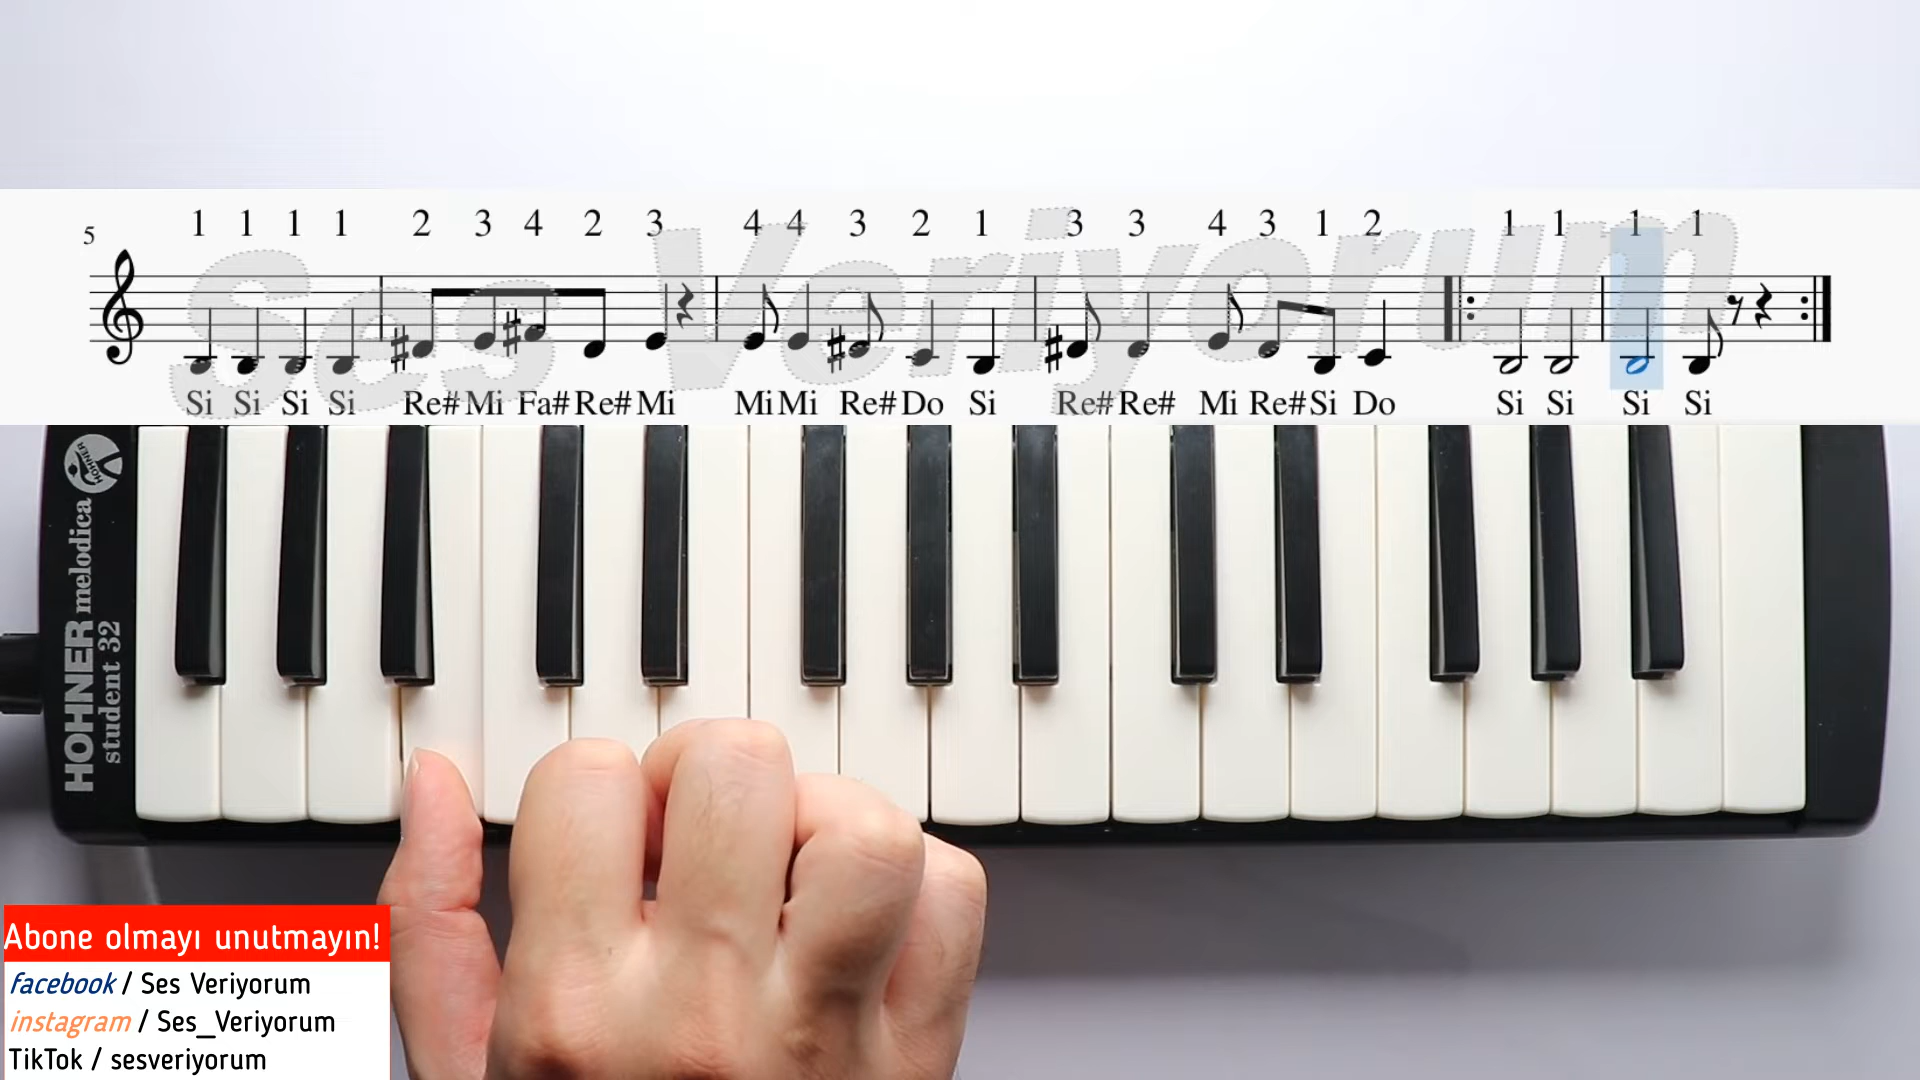 1 1 1 1 2 3 4 2 3 4 4 3 2 1 3 3 4 3 1 2 1 1 1 1
5
Ses Veriyorum
Si Si Si Si Re# Mi Fa# Re# Mi Mi Mi Re# Do Si Re# Re# Mi Re# Si Do Si Si Si Si
HOHNER
HOHNER melodica
student 32
Abone olmayı unutmayın!
facebook / Ses Veriyorum
instagram / Ses_Veriyorum
TikTok / sesveriyorum